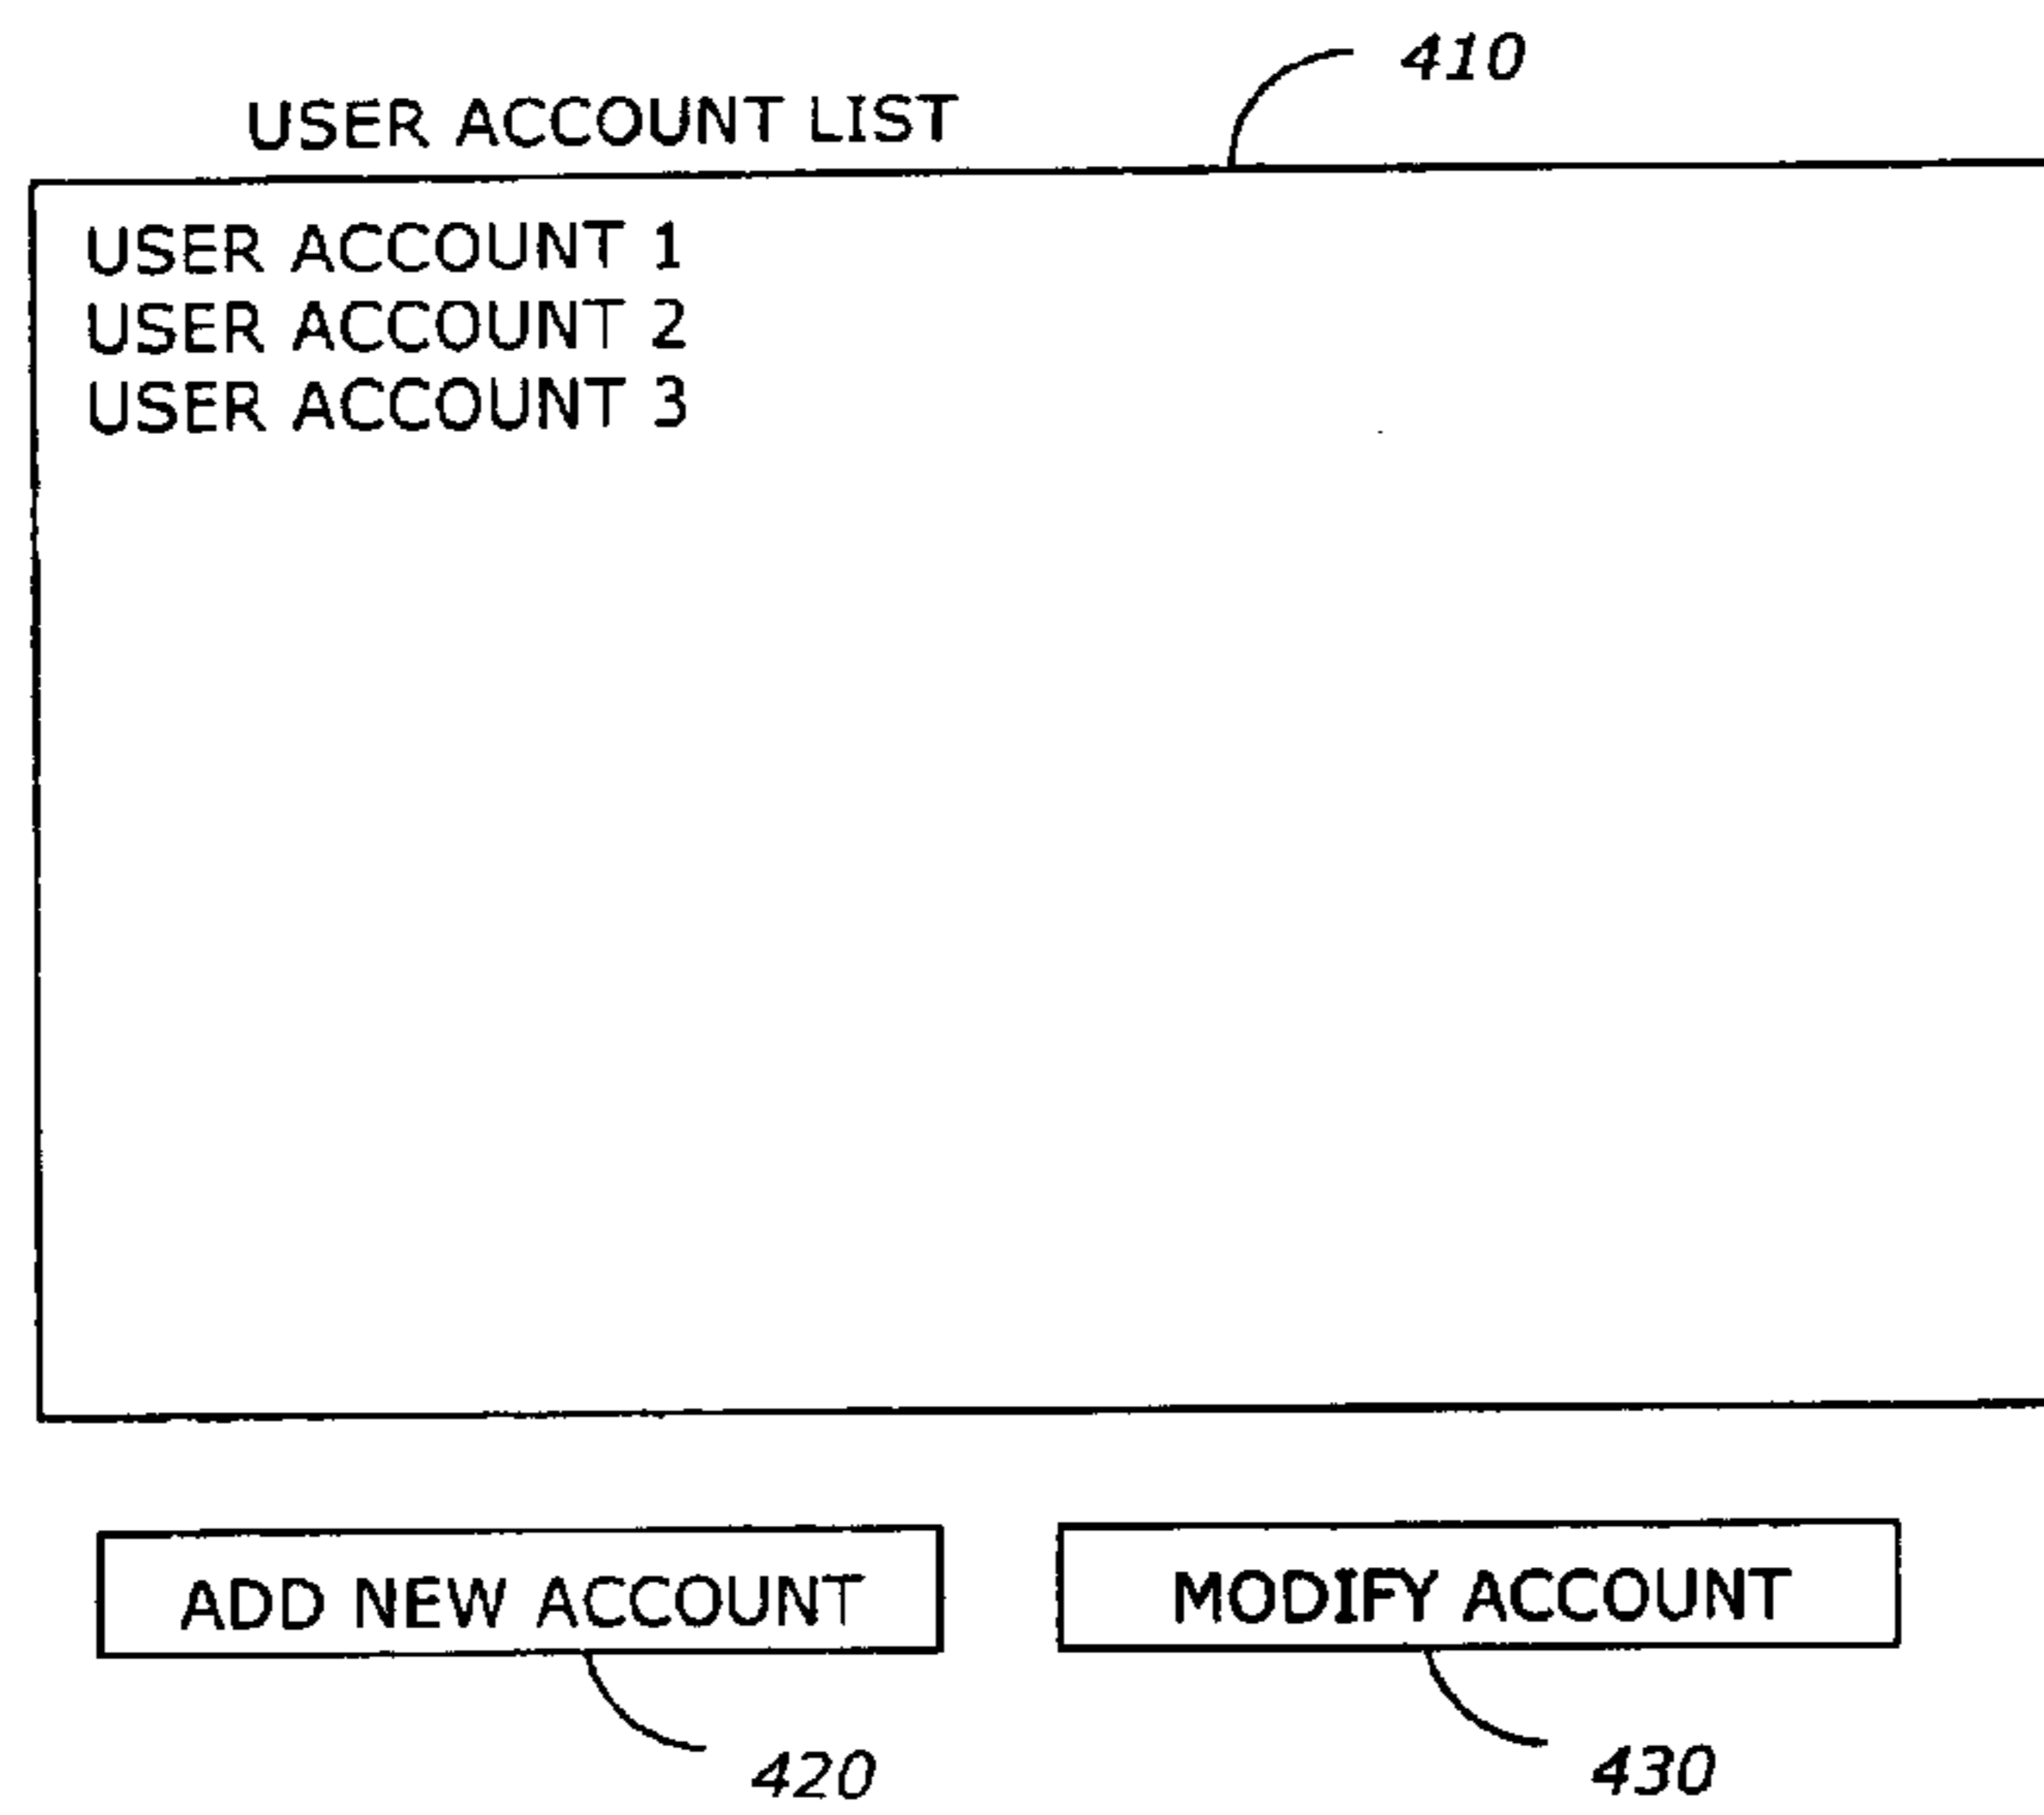 410
USER ACCOUNT LIST
USER ACCOUNT 1
USER ACCOUNT 2
USER ACCOUNT 3
ADD NEW ACCOUNT
MODIFY ACCOUNT
420
430